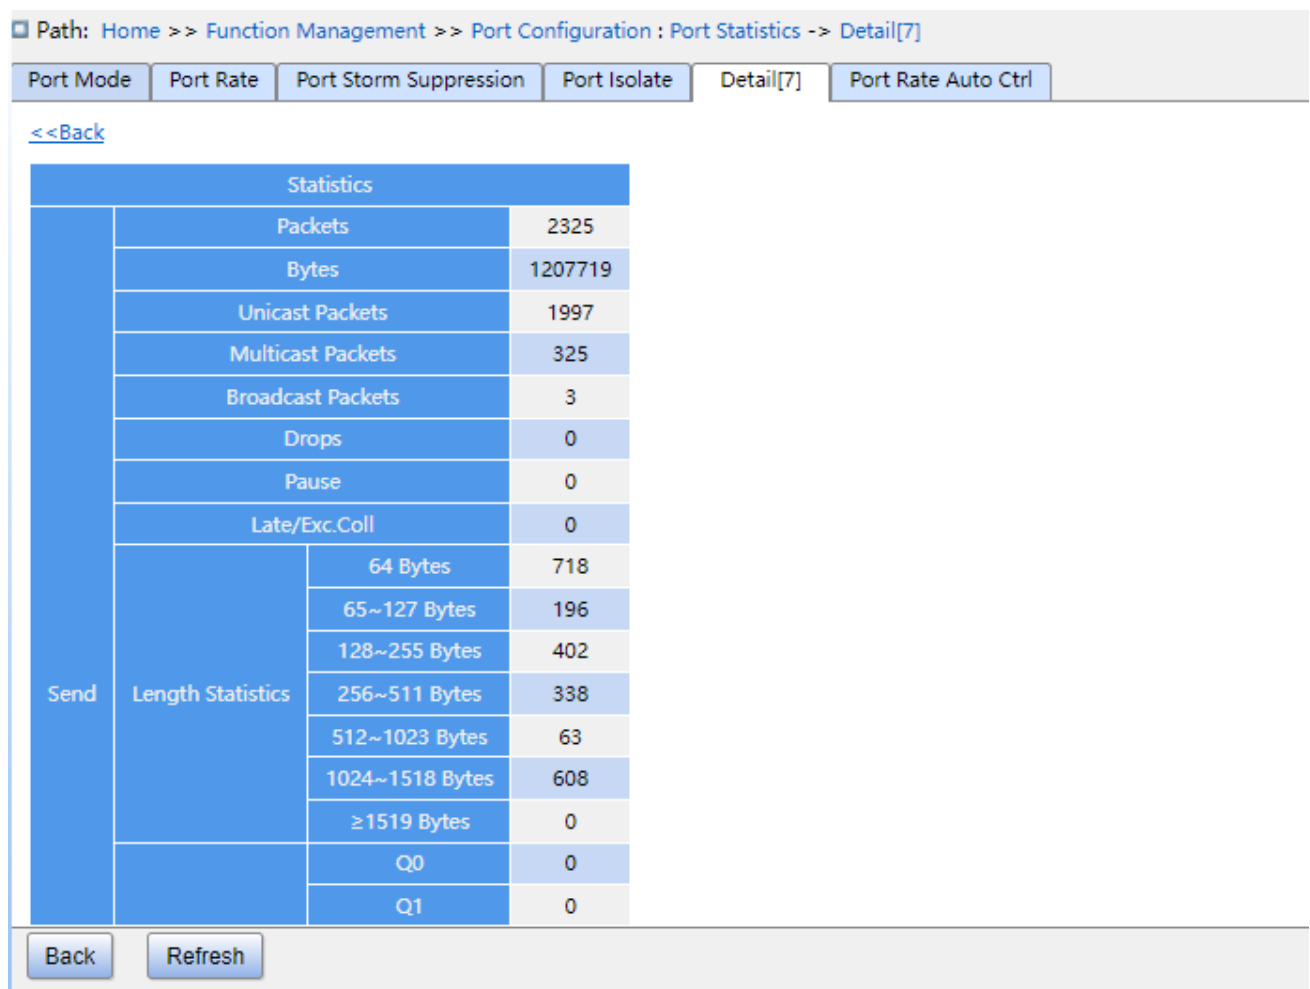 Path: Home >> Function Management >> Port Configuration : Port Statistics -> Detail[7]
Port Mode Port Rate Port Storm Suppression Port Isolate Detail[7] Port Rate Auto Ctrl
<<Back
Statistics
Packets 2325
Bytes 1207719
Unicast Packets 1997
Multicast Packets 325
Broadcast Packets 3
Drops 0
Pause 0
Late/Exc.Coll 0
64 Bytes 718
65~127 Bytes 196
128~255 Bytes 402
Send Length Statistics 256~511 Bytes 338
512~1023 Bytes 63
1024~1518 Bytes 608
≥1519 Bytes 0
Q0 0
Q1 0
Back Refresh